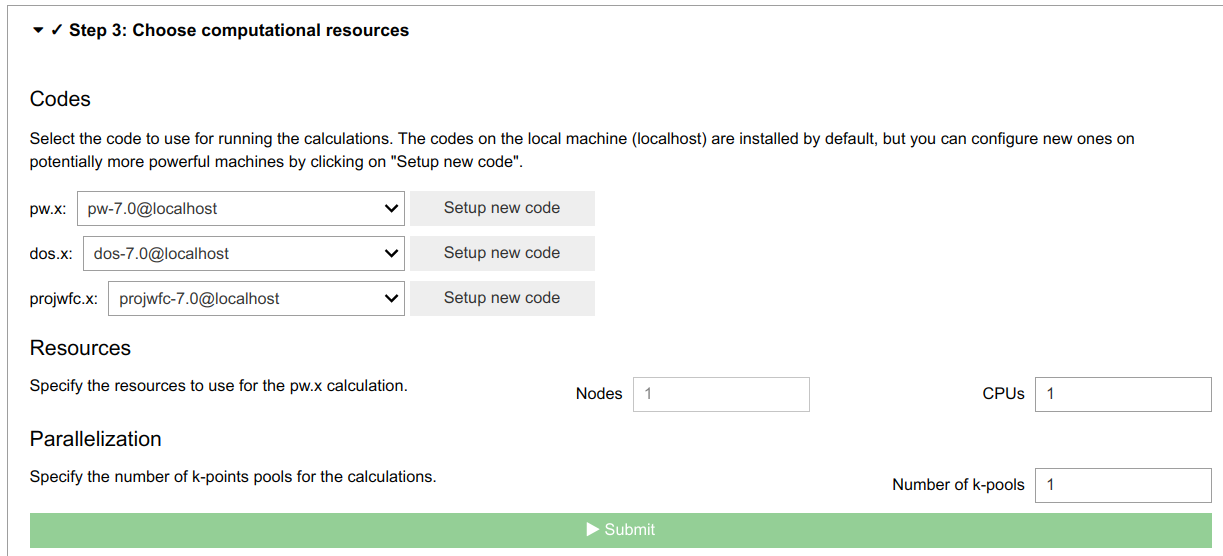 ✓ Step 3: Choose computational resources
Codes
Select the code to use for running the calculations. The codes on the local machine (localhost) are installed by default, but you can configure new ones on
potentially more powerful machines by clicking on "Setup new code".
pw.x: pw-7.0@localhost Setup new code
dos.x: dos-7.0@localhost Setup new code
projwfc.x: projwfc-7.0@localhost Setup new code
Resources
Specify the resources to use for the pw.x calculation. Nodes 1 CPUs 1
Parallelization
Specify the number of k-points pools for the calculations. Number of k-pools 1
Submit